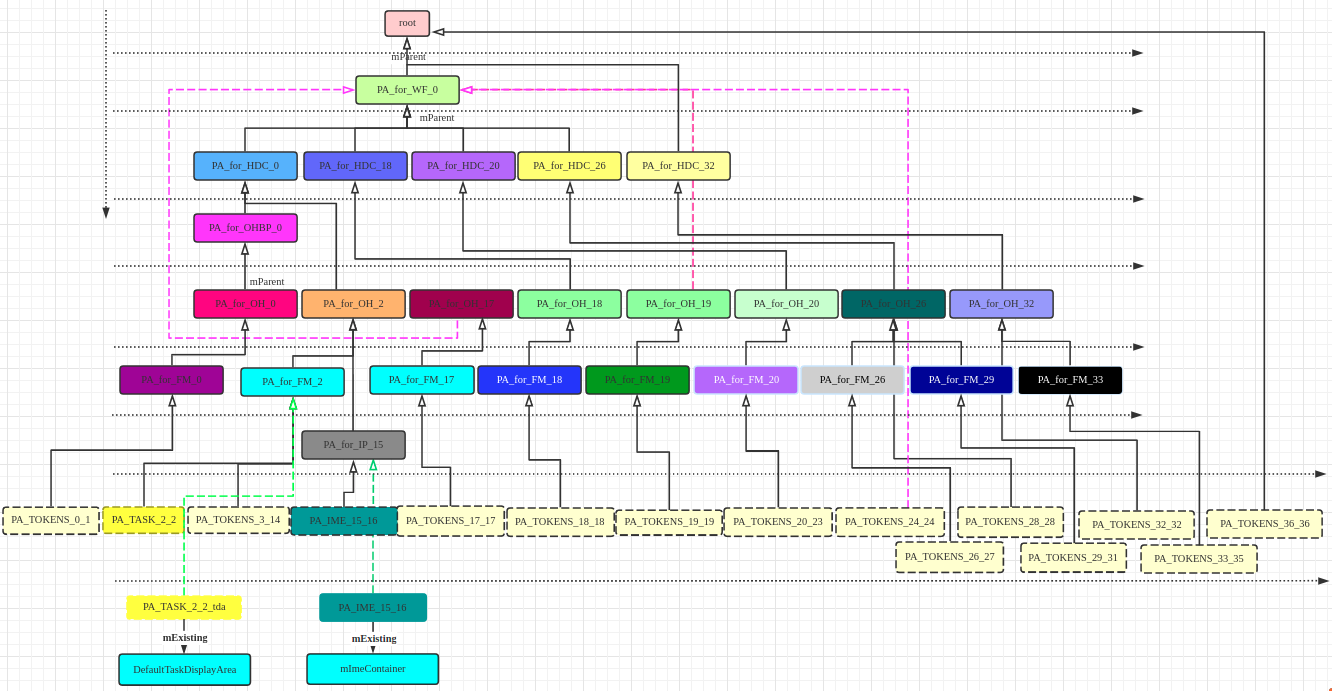 root
mParent
PA_for_WF_0
mParent
PA_for_HDC_0
PA_for_HDC_18
PA_for_HDC_20
PA_for_HDC_26
PA_for_HDC_32
PA_for_OHBP_0
mParent
PA_for_OH_0
PA_for_OH_2
PA_for_OH_17
PA_for_OH_18
PA_for_OH_19
PA_for_OH_20
PA_for_OH_26
PA_for_OH_32
PA_for_FM_0
PA_for_FM_2
PA_for_FM_17
PA_for_FM_18
PA_for_FM_19
PA_for_FM_20
PA_for_FM_26
PA_for_FM_29
PA_for_FM_33
PA_for_IP_15
PA_TOKENS_0_1
PA_TASK_2_2
PA_TOKENS_3_14
PA_IME_15_16
PA_TOKENS_17_17
PA_TOKENS_18_18
PA_TOKENS_19_19
PA_TOKENS_20_23
PA_TOKENS_24_24
PA_TOKENS_28_28
PA_TOKENS_32_32
PA_TOKENS_36_36
PA_TOKENS_26_27
PA_TOKENS_29_31
PA_TOKENS_33_35
PA_TASK_2_2_tda
PA_IME_15_16
mExisting
mExisting
DefaultTaskDisplayArea
mImeContainer